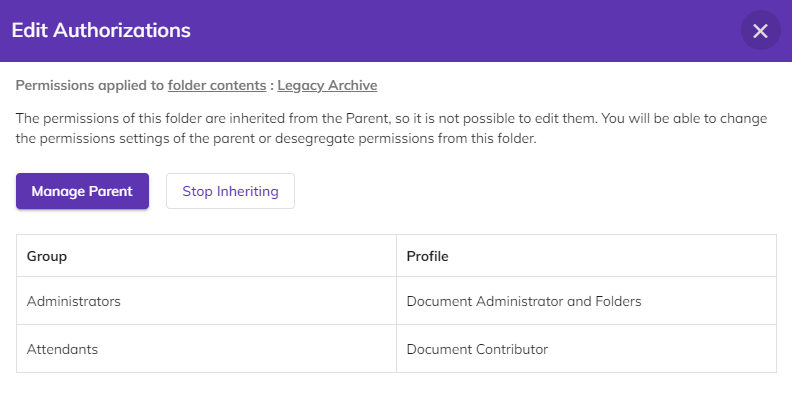 Edit Authorizations
Permissions applied to folder contents : Legacy Archive
The permissions of this folder are inherited from the Parent, so it is not possible to edit them. You will be able to change
the permissions settings of the parent or desegregate permissions from this folder.
Manage Parent Stop Inheriting
Group Profile
Administrators Document Administrator and Folders
Attendants Document Contributor